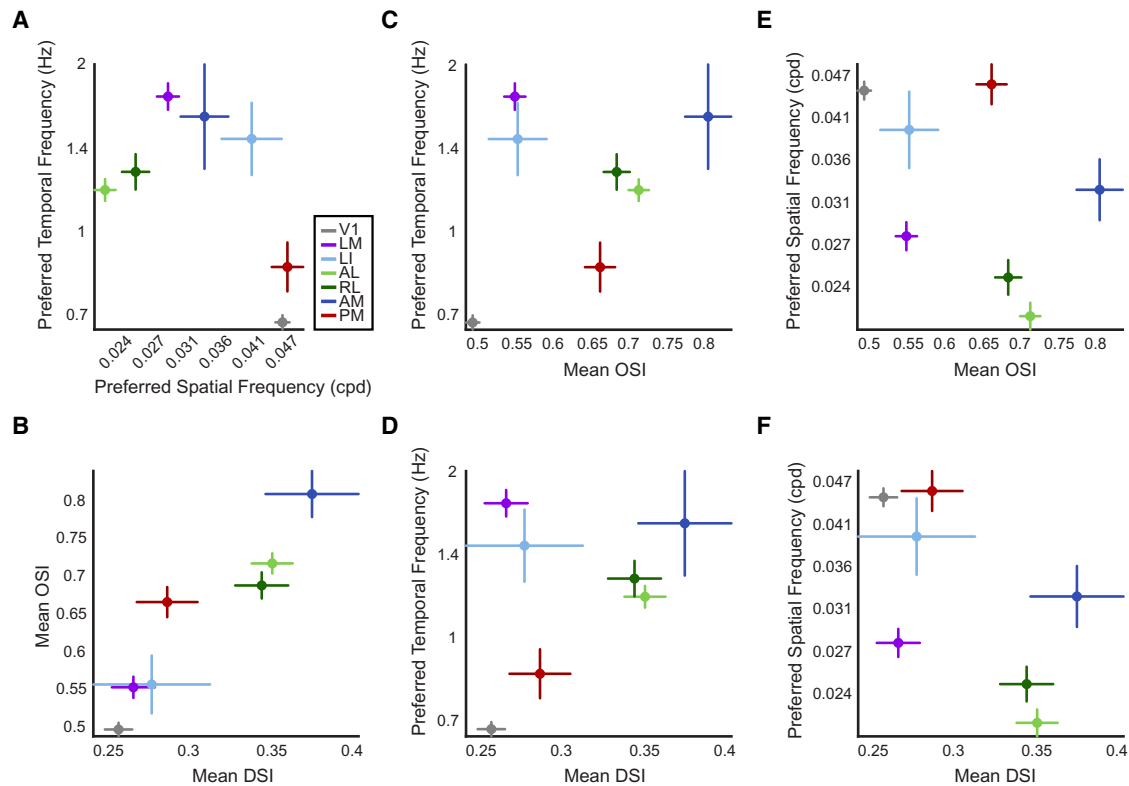 A
Preferred Temporal Frequency (Hz)
2
1.4
1
0.7
0.024
0.027
0.031
0.036
0.041
0.047
Preferred Spatial Frequency (cpd)
V1
LM
LI
AL
RL
AM
PM
C
Preferred Temporal Frequency (Hz)
2
1.4
1
0.7
0.5 0.55 0.6 0.65 0.7 0.75 0.8
Mean OSI
E
Preferred Spatial Frequency (cpd)
0.047
0.041
0.036
0.031
0.027
0.024
0.5 0.55 0.6 0.65 0.7 0.75 0.8
Mean OSI
B
Mean OSI
0.8
0.75
0.7
0.65
0.6
0.55
0.5
0.25 0.3 0.35 0.4
Mean DSI
D
Preferred Temporal Frequency (Hz)
2
1.4
1
0.7
0.25 0.3 0.35 0.4
Mean DSI
F
Preferred Spatial Frequency (cpd)
0.047
0.041
0.036
0.031
0.027
0.024
0.25 0.3 0.35 0.4
Mean DSI